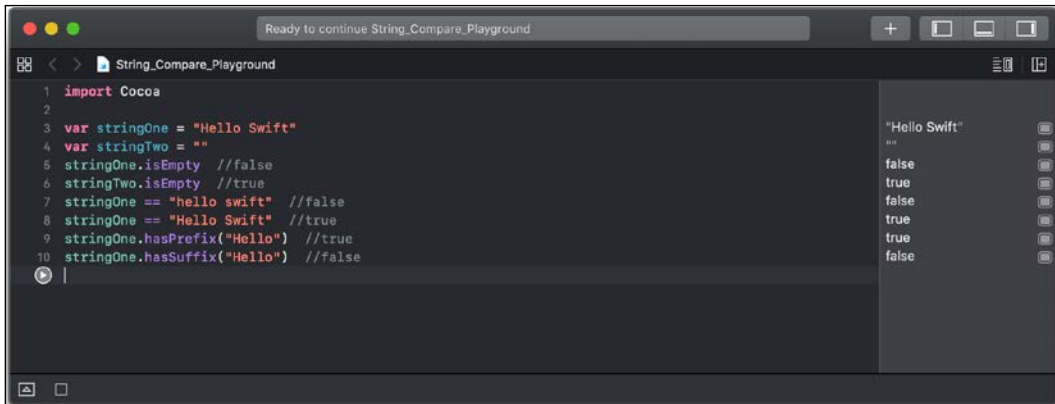 Ready to continue String_Compare_Playground
String_Compare_Playground
1 import Cocoa
2
3 var stringOne = "Hello Swift"
4 var stringTwo = ""
5 stringOne.isEmpty //false
6 stringTwo.isEmpty //true
7 stringOne == "hello swift" //false
8 stringOne == "Hello Swift" //true
9 stringOne.hasPrefix("Hello") //true
10 stringOne.hasSuffix("Hello") //false
"Hello Swift"
""
false
true
false
true
true
false